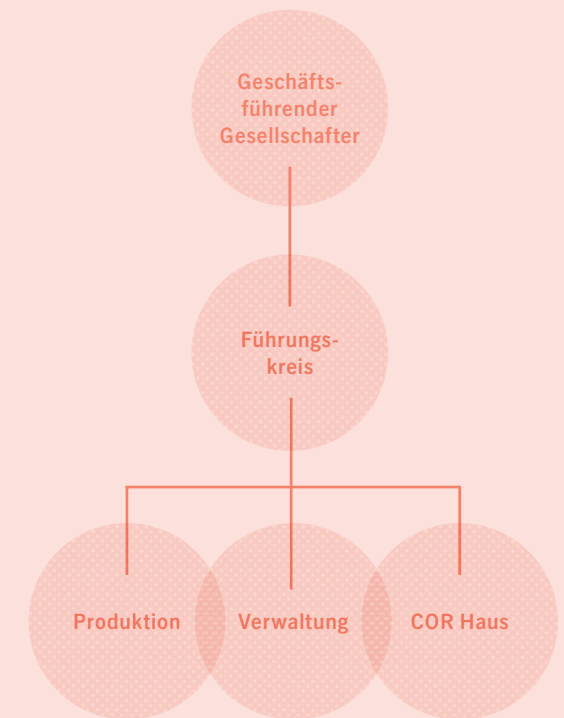 Geschäfts-
führender
Gesellschafter
Führungs-
kreis
Produktion
Verwaltung
COR Haus